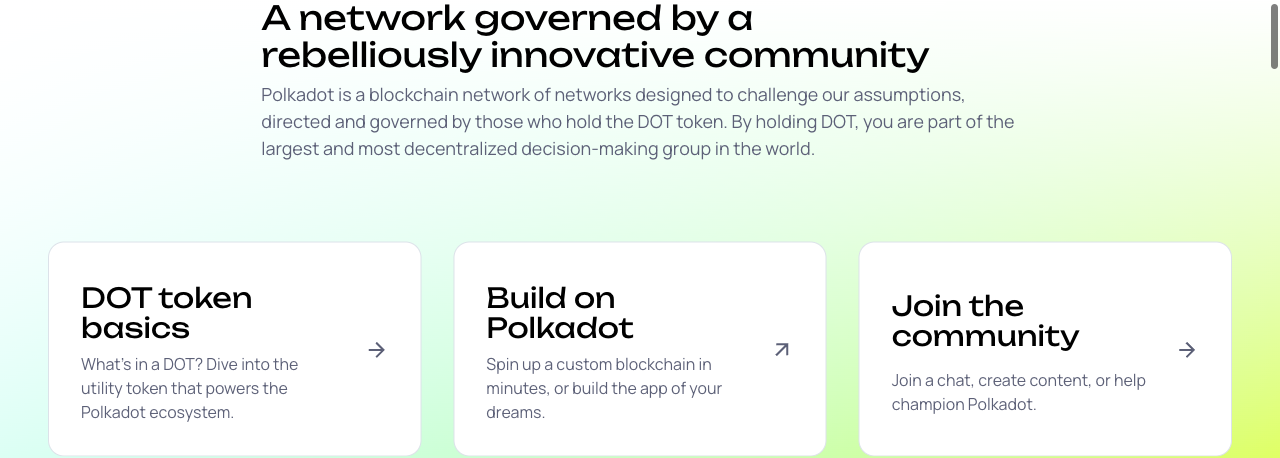 A network governed by a
rebelliously innovative community
Polkadot is a blockchain network of networks designed to challenge our assumptions,
directed and governed by those who hold the DOT token. By holding DOT, you are part of the
largest and most decentralized decision-making group in the world.
DOT token
basics
What's in a DOT? Dive into the
utility token that powers the
Polkadot ecosystem.
Build on
Polkadot
Spin up a custom blockchain in
minutes, or build the app of your
dreams.
Join the
community
Join a chat, create content, or help
champion Polkadot.